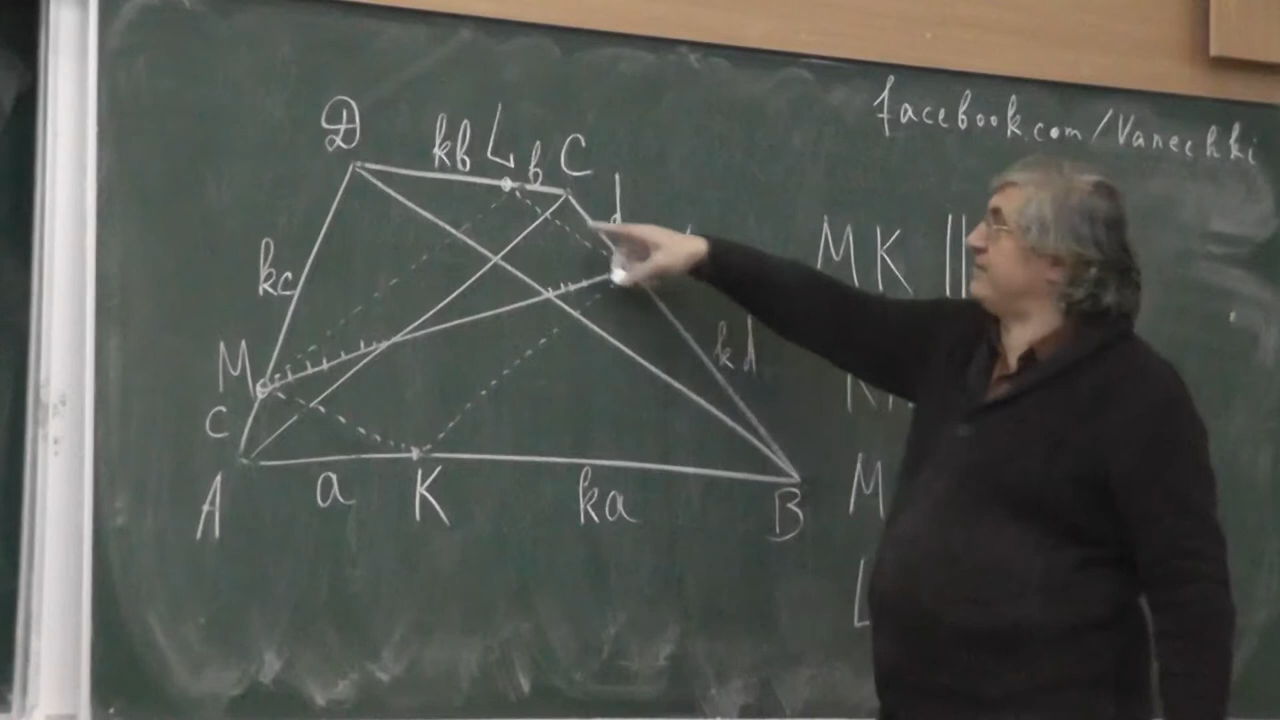 facebook.com/Vanechki
D kb L b C
d
kc
MK ||
M
kd
c
M
A a K ka B
L